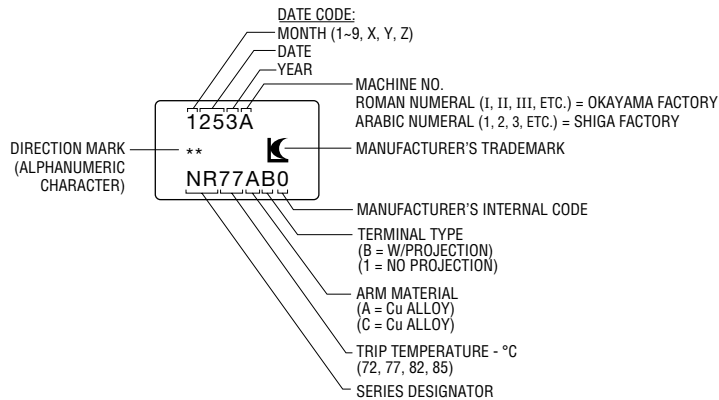 DATE CODE:
MONTH (1~9, X, Y, Z)
DATE
YEAR
MACHINE NO.
ROMAN NUMERAL (I, II, III, ETC.) = OKAYAMA FACTORY
ARABIC NUMERAL (1, 2, 3, ETC.) = SHIGA FACTORY
1253A
DIRECTION MARK
(ALPHANUMERIC
CHARACTER)
**
K
MANUFACTURER'S TRADEMARK
NR77AB0
MANUFACTURER'S INTERNAL CODE
TERMINAL TYPE
(B = W/PROJECTION)
(1 = NO PROJECTION)
ARM MATERIAL
(A = Cu ALLOY)
(C = Cu ALLOY)
TRIP TEMPERATURE - °C
(72, 77, 82, 85)
SERIES DESIGNATOR